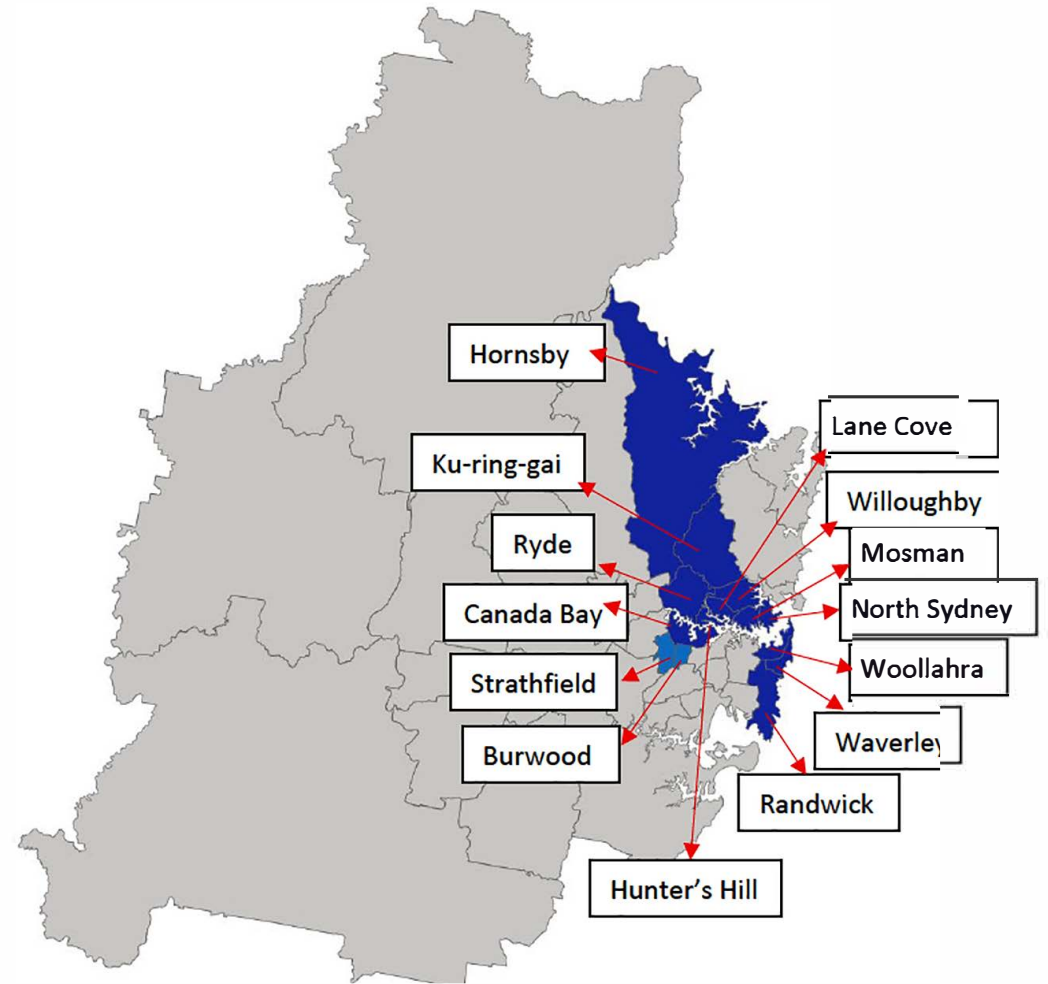 Hornsby
Lane Cove
Ku-ring-gai
Willoughby
Ryde
Mosman
Canada Bay
North Sydney
Strathfield
Woollahra
Burwood
Waverley
Randwick
Hunter's Hill